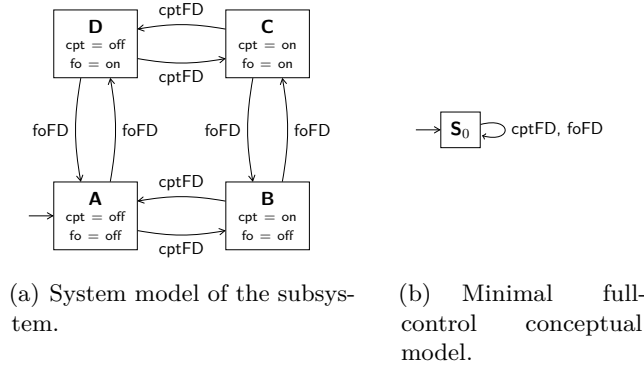 cptFD
D
cpt = off
fo = on
C
cpt = on
fo = on
cptFD
foFD
foFD
foFD
foFD
cptFD
A
cpt = off
fo = off
B
cpt = on
fo = off
cptFD
S0
cptFD, foFD
(a) System model of the subsys-
tem.
(b) Minimal full-
control conceptual
model.